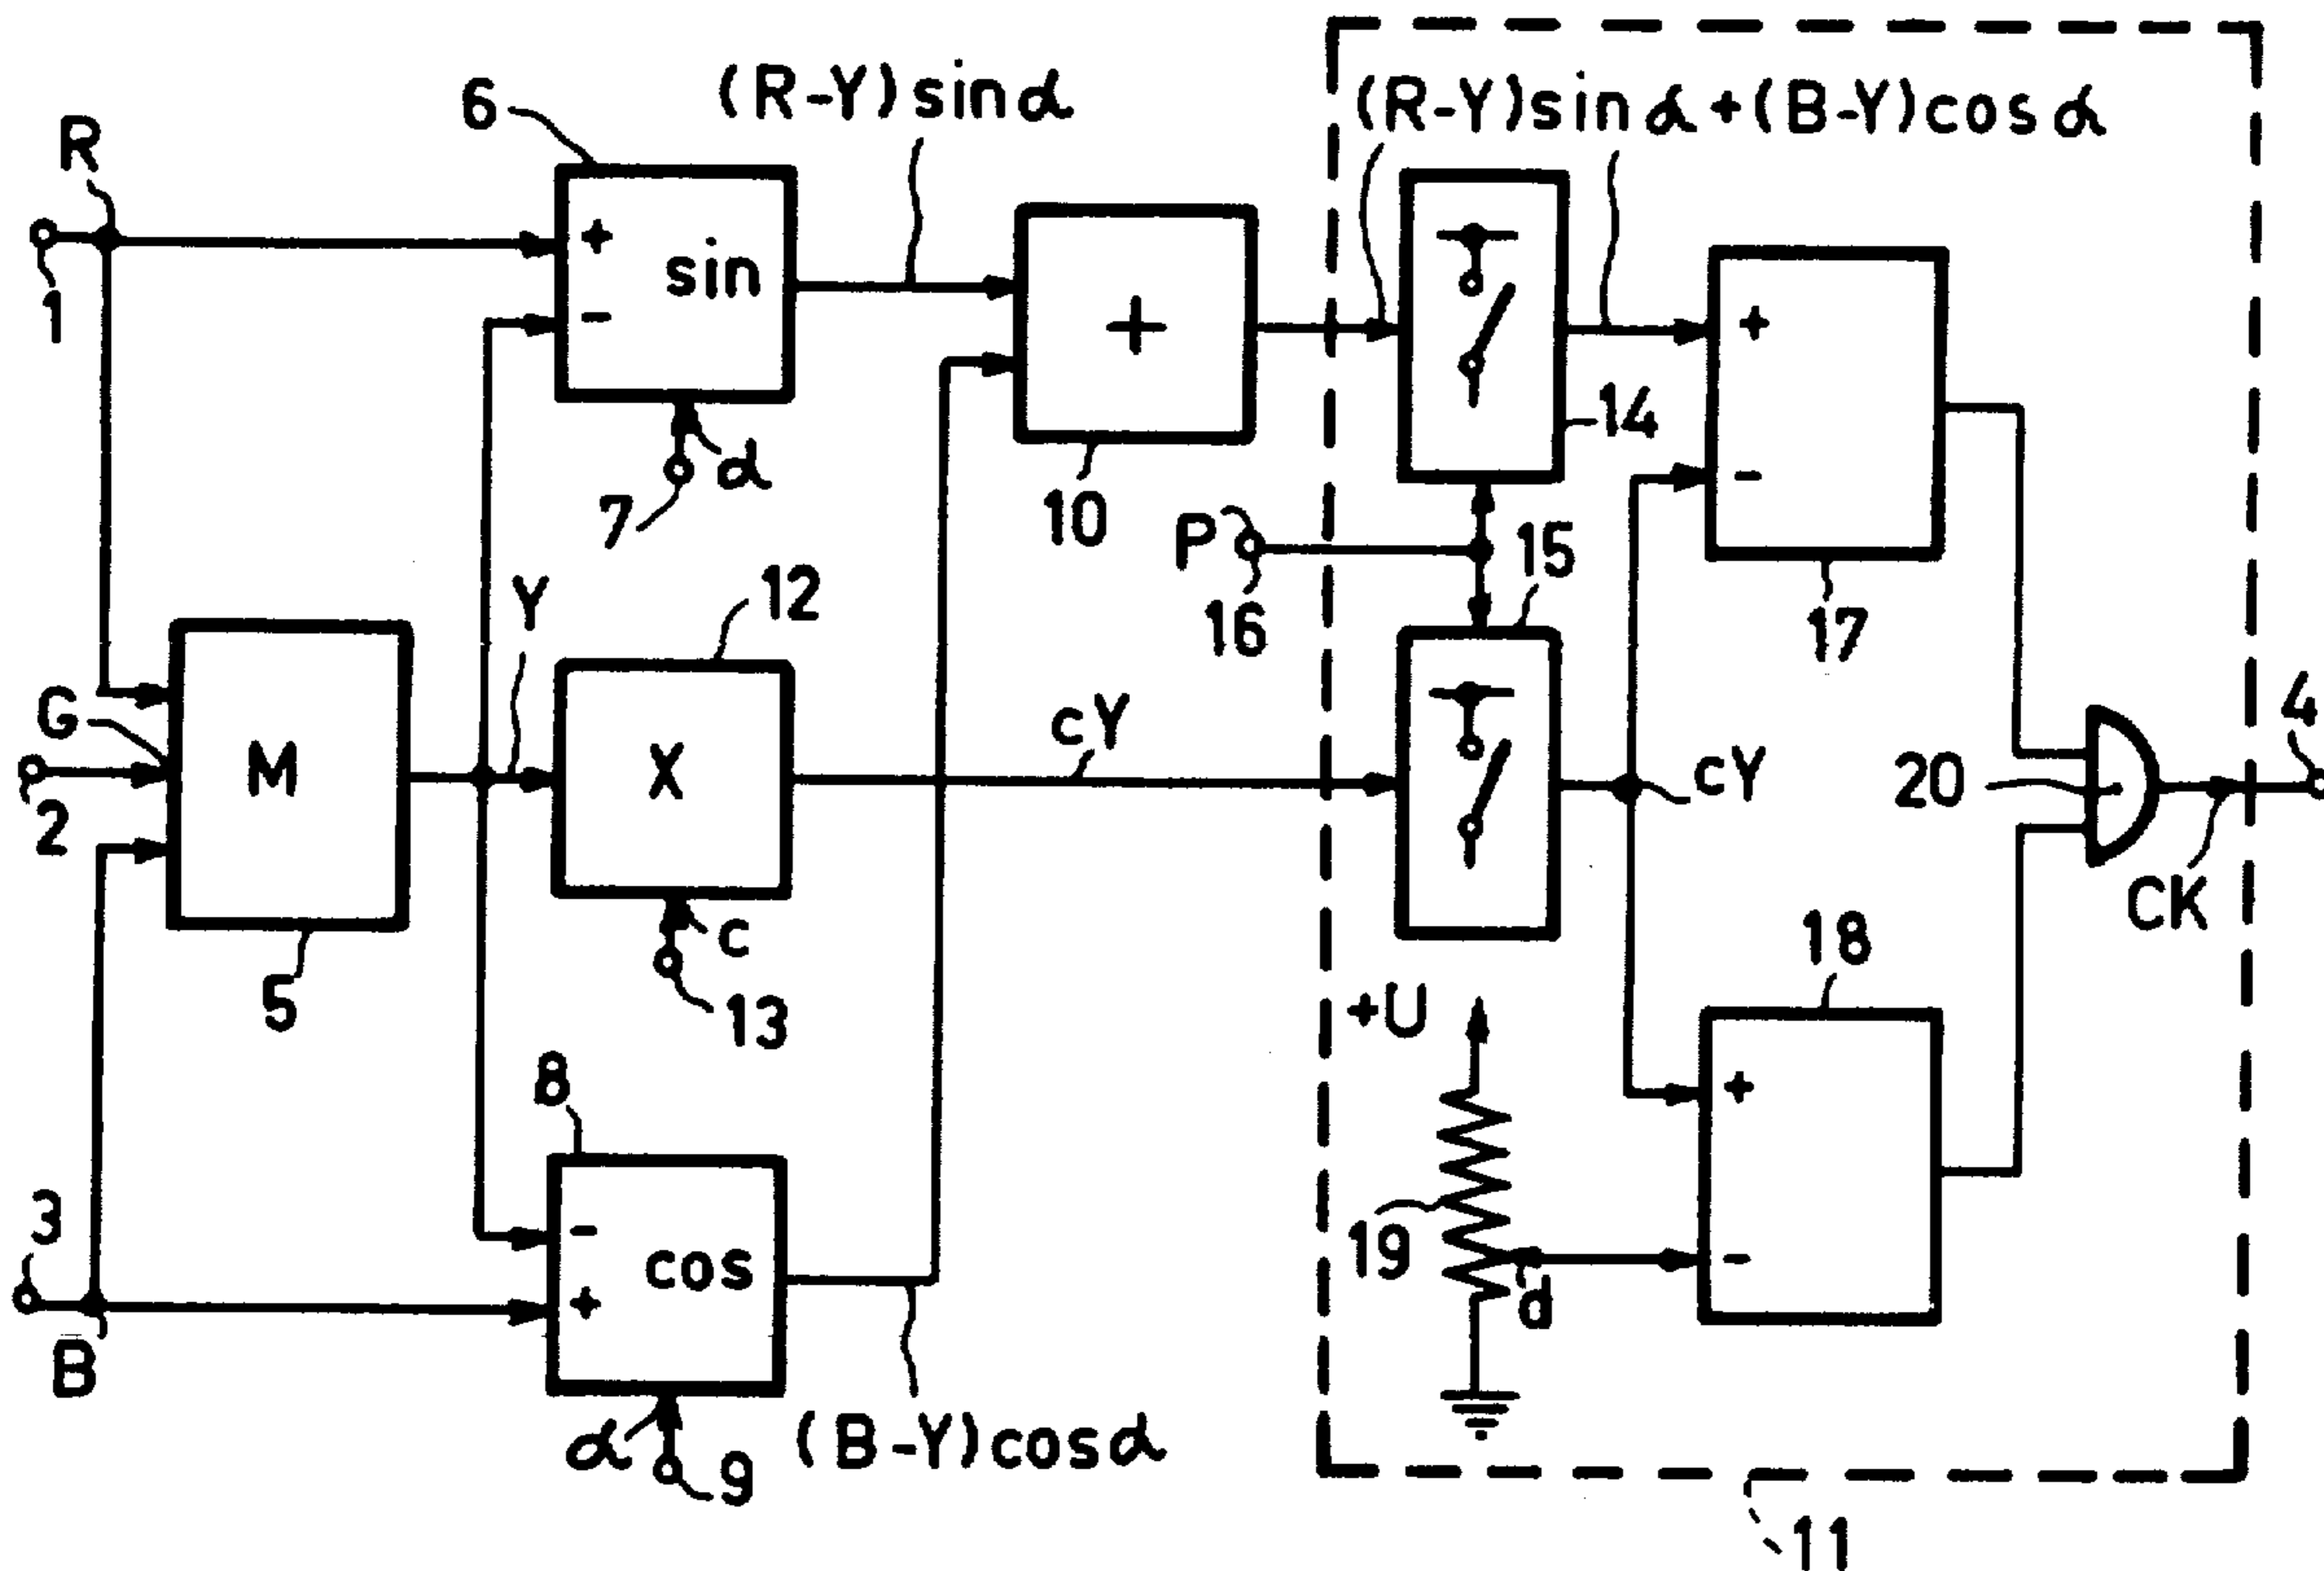 6
(R-Y)sinα
(R-Y)sinα+(B-Y)cosα
R
1
+
sin
-
+
+
-
14
α
7
10
P
16
15
17
Y
12
G
M
X
cY
cY
4
2
20
CK
5
c
13
+U
18
8
+
3
-
cos
+
19
d
-
B
α
9
(B-Y)cosα
11